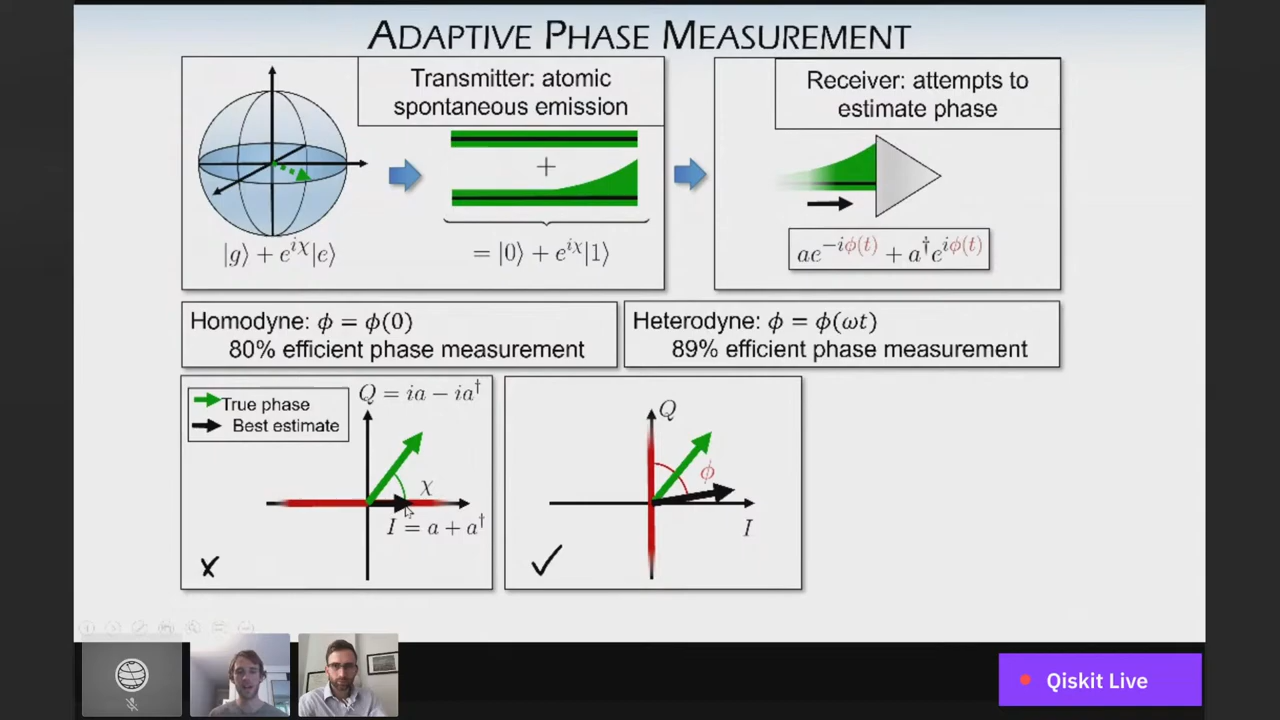 ADAPTIVE PHASE MEASUREMENT
Transmitter: atomic
spontaneous emission
|g⟩ + e^{iχ}|e⟩
+
= |0⟩ + e^{iχ}|1⟩
Receiver: attempts to
estimate phase
ae^{-iϕ(t)} + a^†e^{iϕ(t)}
Homodyne: ϕ = ϕ(0)
80% efficient phase measurement
Heterodyne: ϕ = ϕ(ωt)
89% efficient phase measurement
True phase
Best estimate
Q = ia − ia^†
χ
I = a + a^†
✗
Q
ϕ
I
✓
Qiskit Live